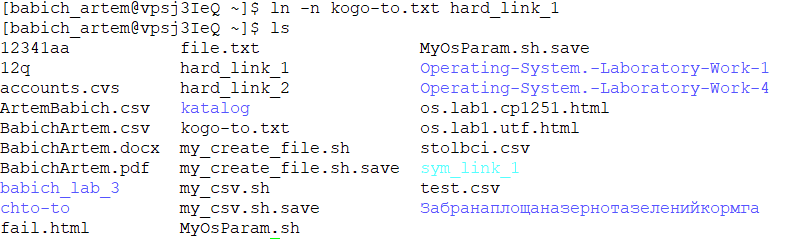 [babich_artem@vpsj3IeQ ~]$ ln -n kogo-to.txt hard_link_1
[babich_artem@vpsj3IeQ ~]$ ls
12341aa file.txt MyOsParam.sh.save
12q hard_link_1 Operating-System.-Laboratory-Work-1
accounts.cvs hard_link_2 Operating-System.-Laboratory-Work-4
ArtemBabich.csv katalog os.lab1.cp1251.html
BabichArtem.csv kogo-to.txt os.lab1.utf.html
BabichArtem.docx my_create_file.sh stolbci.csv
BabichArtem.pdf my_create_file.sh.save sym_link_1
babich_lab_3 my_csv.sh test.csv
chto-to my_csv.sh.save Забранаплощаназернотазеленийкормга
fail.html MyOsParam.sh